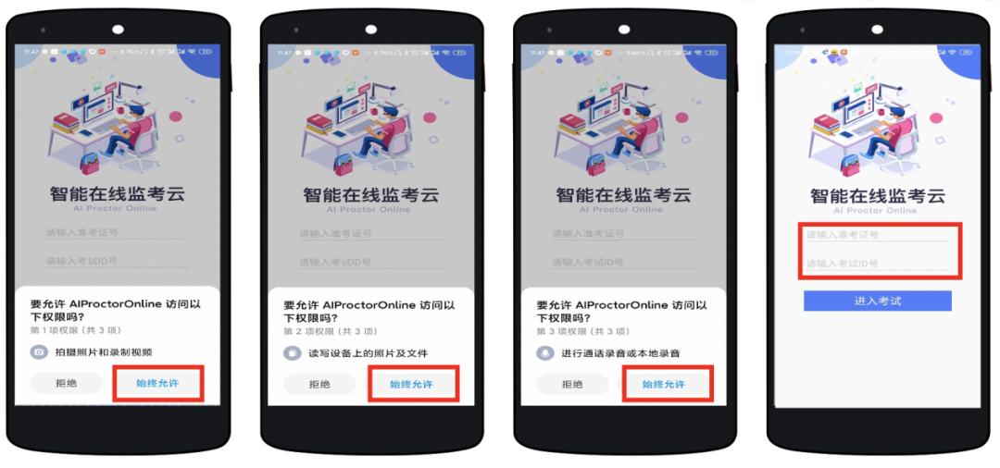 11:47
智能在线监考云
AI Proctor Online
请输入准考证号
请输入考试ID号
要允许 AIProctorOnline 访问以
下权限吗?
第 1 项权限 (共 3 项)
拍摄照片和录制视频
拒绝
始终允许
11:47
智能在线监考云
AI Proctor Online
请输入准考证号
请输入考试ID号
要允许 AIProctorOnline 访问以
下权限吗?
第 2 项权限 (共 3 项)
读写设备上的照片及文件
拒绝
始终允许
11:47
智能在线监考云
AI Proctor Online
请输入准考证号
请输入考试ID号
要允许 AIProctorOnline 访问以
下权限吗?
第 3 项权限 (共 3 项)
进行通话录音或本地录音
拒绝
始终允许
智能在线监考云
AI Proctor Online
请输入准考证号
请输入考试ID号
进入考试